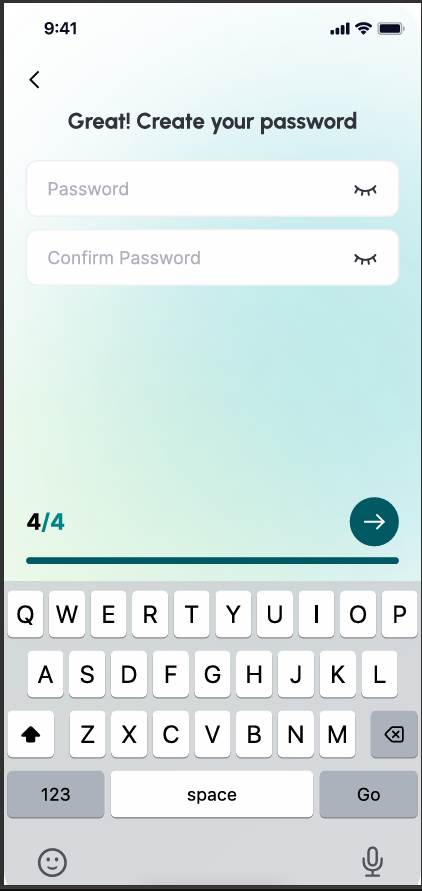 9:41
Great! Create your password
Password
Confirm Password
4/4
Q W E R T Y U I O P
A S D F G H J K L
Z X C V B N M
123 space Go